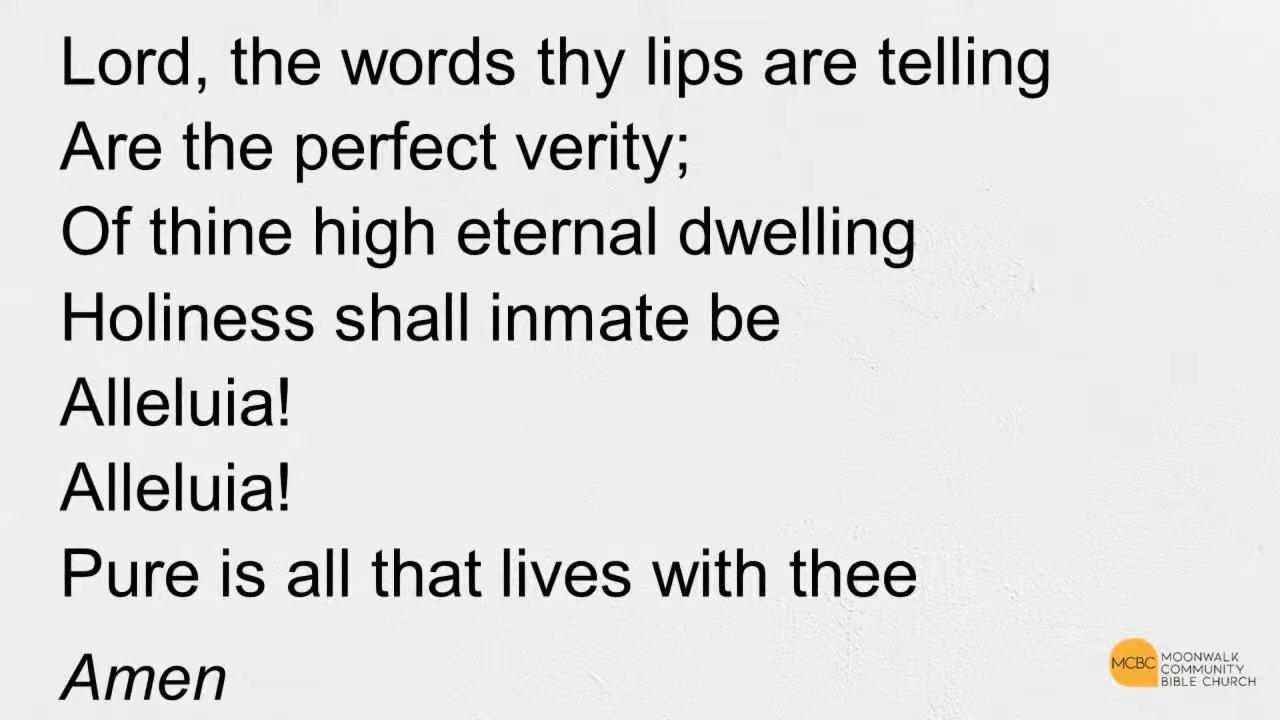 Lord, the words thy lips are telling
Are the perfect verity;
Of thine high eternal dwelling
Holiness shall inmate be
Alleluia!
Alleluia!
Pure is all that lives with thee
Amen
MCBC
MOONWALK
COMMUNITY
BIBLE CHURCH